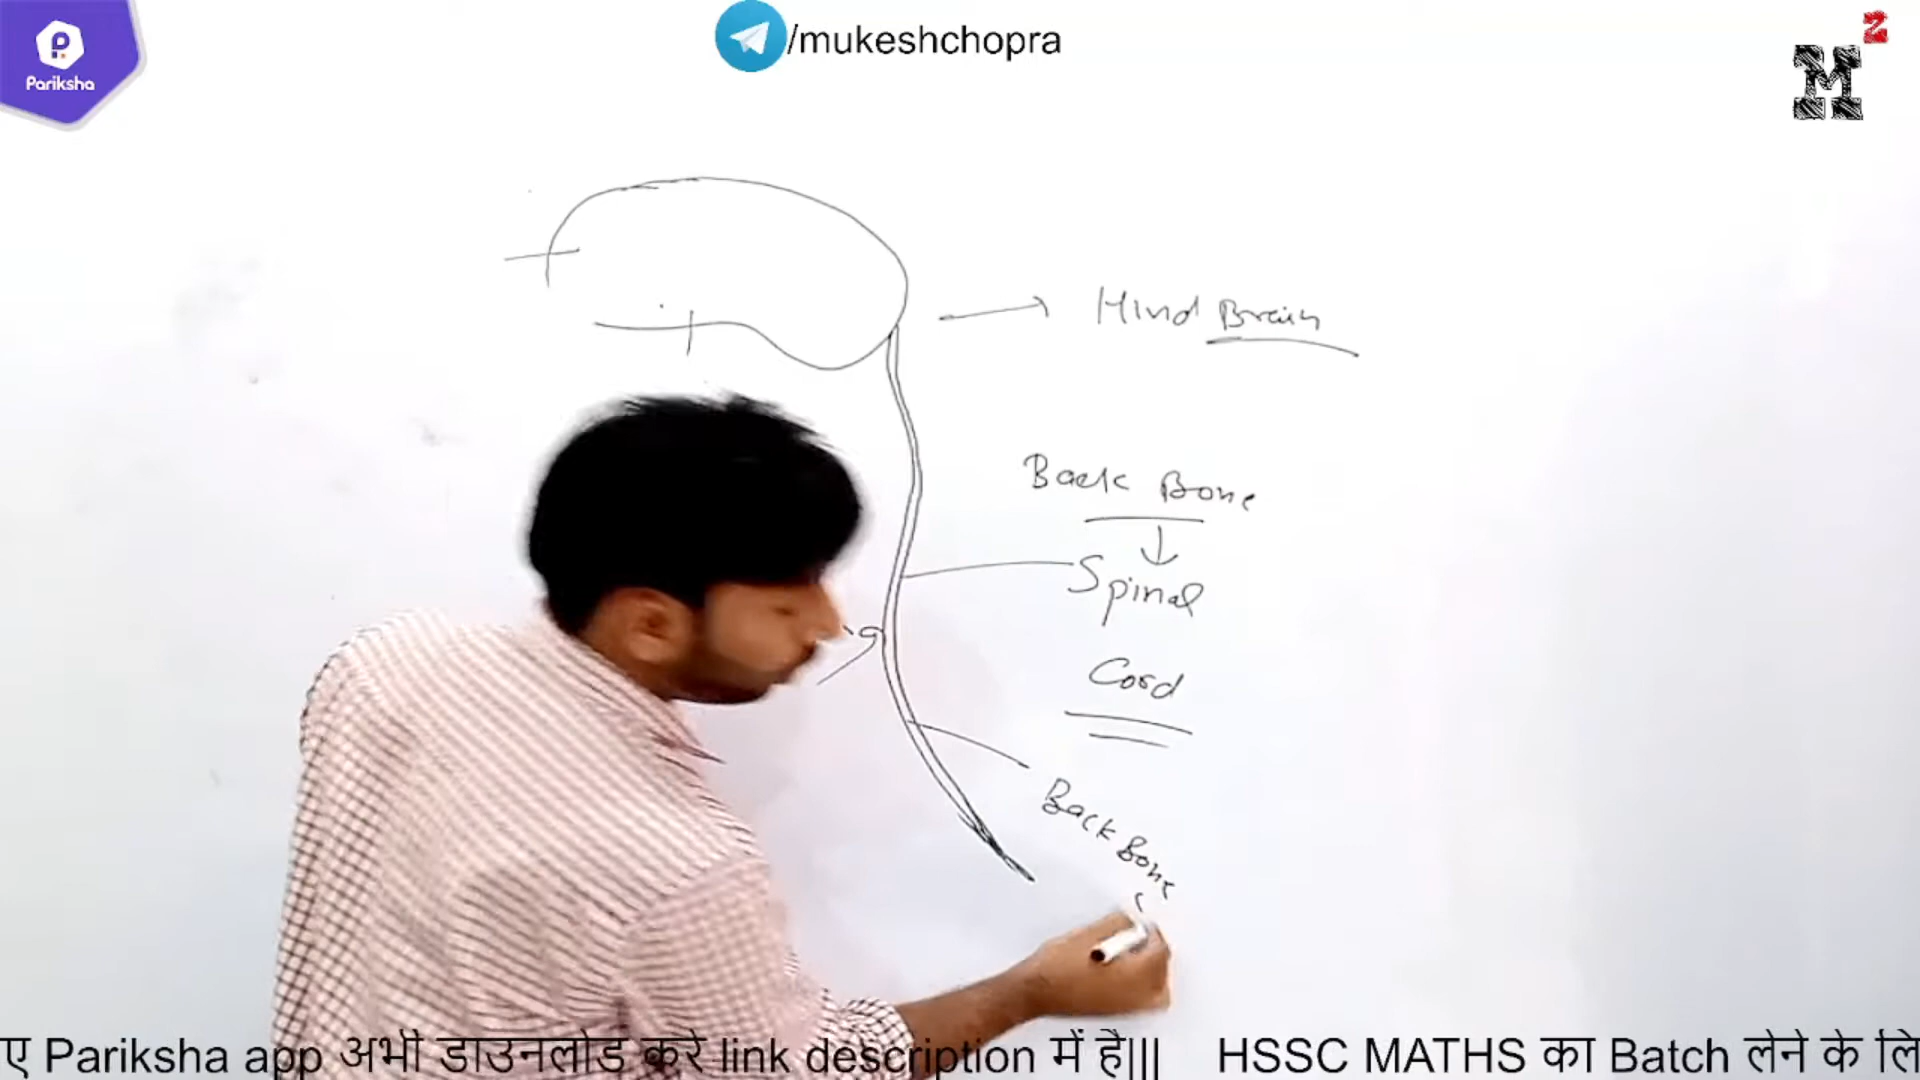 Pariksha
/mukeshchopra
M²
Hind Brain
Back Bone
Spinal
Cord
Back Bone
ए Pariksha app अभी डाउनलोड करे link description में है||| HSSC MATHS का Batch लेने के लि